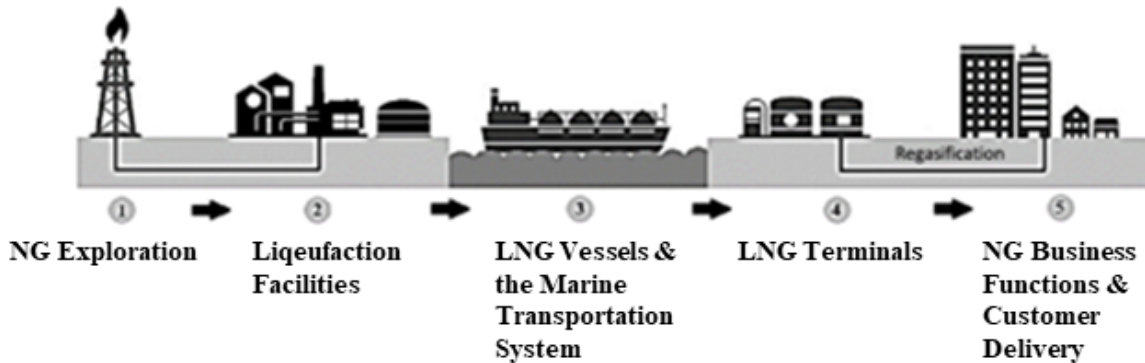 Regasification
1
2
3
4
5
NG Exploration
Liqeufaction
Facilities
LNG Vessels &
the Marine
Transportation
System
LNG Terminals
NG Business
Functions &
Customer
Delivery